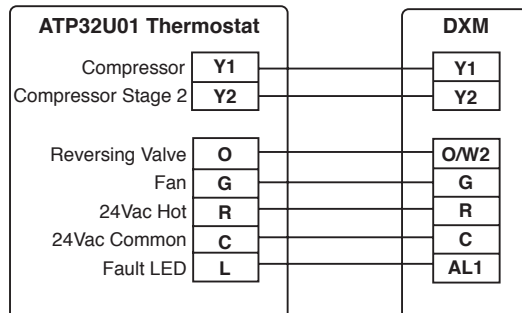 ATP32U01 Thermostat DXM
Compressor Y1 Y1
Compressor Stage 2 Y2 Y2
Reversing Valve O O/W2
Fan G G
24Vac Hot R R
24Vac Common C C
Fault LED L AL1